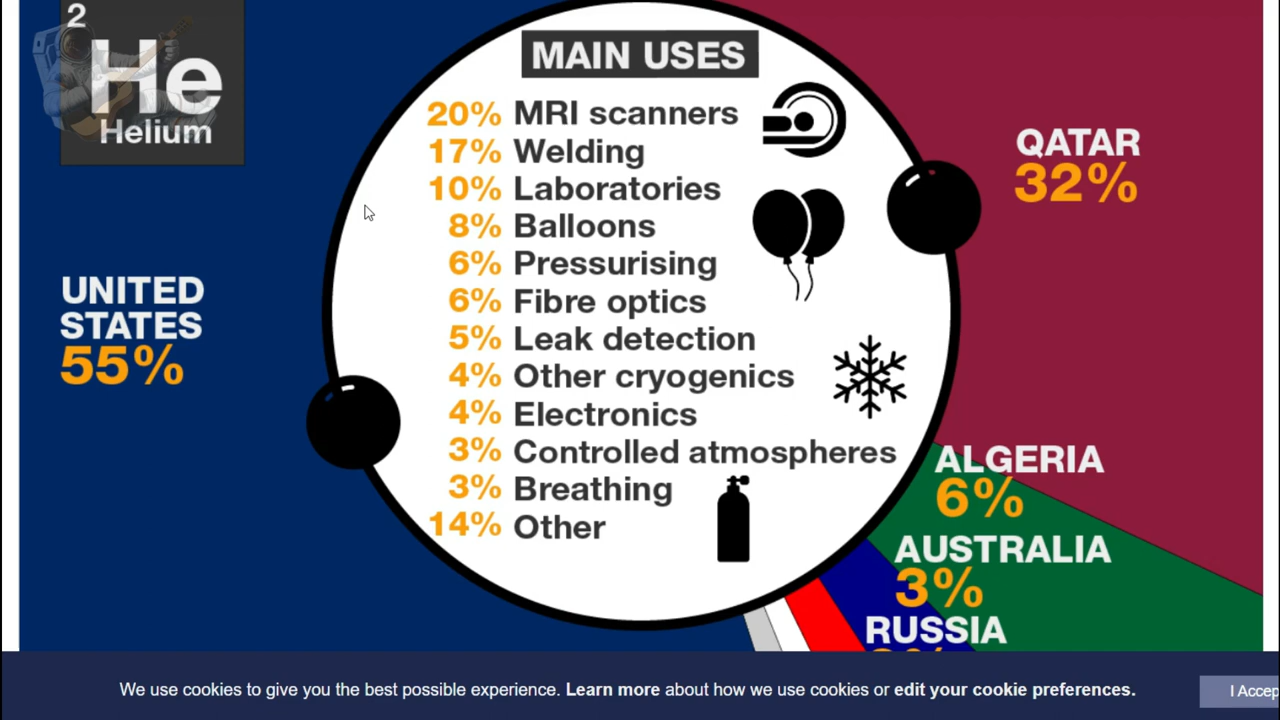 2
He
Helium
MAIN USES
20% MRI scanners
17% Welding
10% Laboratories
8% Balloons
6% Pressurising
6% Fibre optics
5% Leak detection
4% Other cryogenics
4% Electronics
3% Controlled atmospheres
3% Breathing
14% Other
UNITED
STATES
55%
QATAR
32%
ALGERIA
6%
AUSTRALIA
3%
RUSSIA
We use cookies to give you the best possible experience. Learn more about how we use cookies or edit your cookie preferences.
I Accep